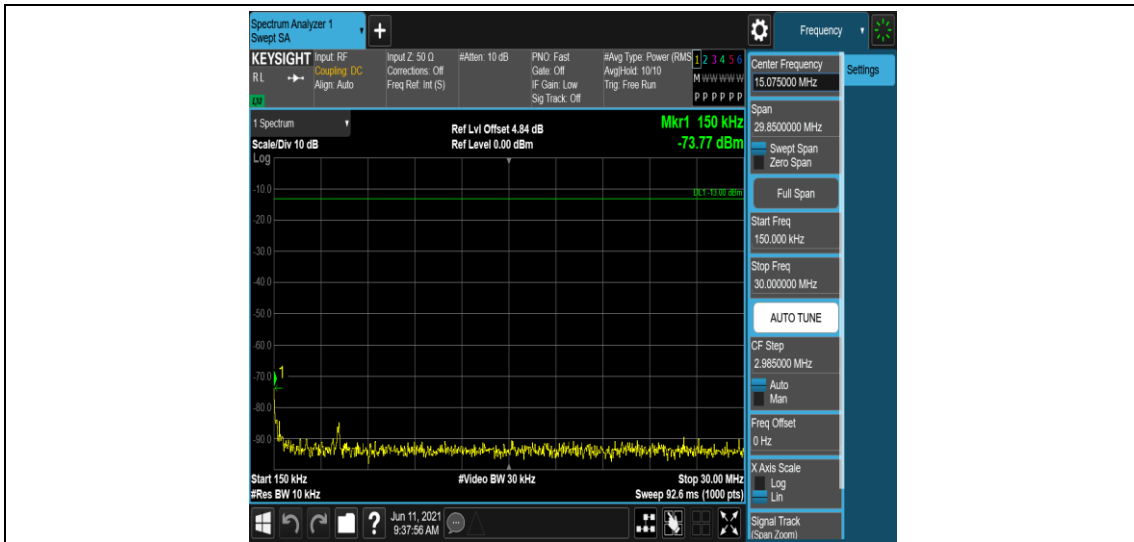 Spectrum Analyzer 1
Swept SA
+
Frequency
KEYSIGHT
RL
LXI
Input: RF
Coupling: DC
Align: Auto
Input Z: 50 Ω
Corrections: Off
Freq Ref: Int (S)
#Atten: 10 dB
PNO: Fast
Gate: Off
IF Gain: Low
Sig Track: Off
#Avg Type: Power (RMS
Avg|Hold: 10/10
Trig: Free Run
1 2 3 4 5 6
M W W W W W
P P P P P P
1 Spectrum
Scale/Div 10 dB
Log
Ref Lvl Offset 4.84 dB
Ref Level 0.00 dBm
Mkr1 150 kHz
-73.77 dBm
DL1 -13.00 dBm
-10.0
-20.0
-30.0
-40.0
-50.0
-60.0
-70.0
1
-80.0
-90.0
Start 150 kHz
#Video BW 30 kHz
Stop 30.00 MHz
#Res BW 10 kHz
Sweep 92.6 ms (1000 pts)
?
Jun 11, 2021
9:37:56 AM
Center Frequency
15.075000 MHz
Settings
Span
29.8500000 MHz
Swept Span
Zero Span
Full Span
Start Freq
150.000 kHz
Stop Freq
30.000000 MHz
AUTO TUNE
CF Step
2.985000 MHz
Auto
Man
Freq Offset
0 Hz
X Axis Scale
Log
Lin
Signal Track
(Span Zoom)